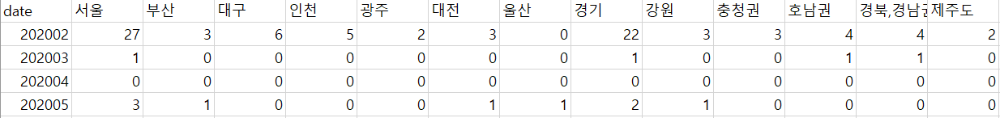 date 서울 부산 대구 인천 광주 대전 울산 경기 강원 충청권 호남권 경북,경남 제주도
202002 27 3 6 5 2 3 0 22 3 3 4 4 2
202003 1 0 0 0 0 0 0 1 0 0 1 1 0
202004 0 0 0 0 0 0 0 0 0 0 0 0 0
202005 3 1 0 0 0 1 1 2 1 0 0 0 0